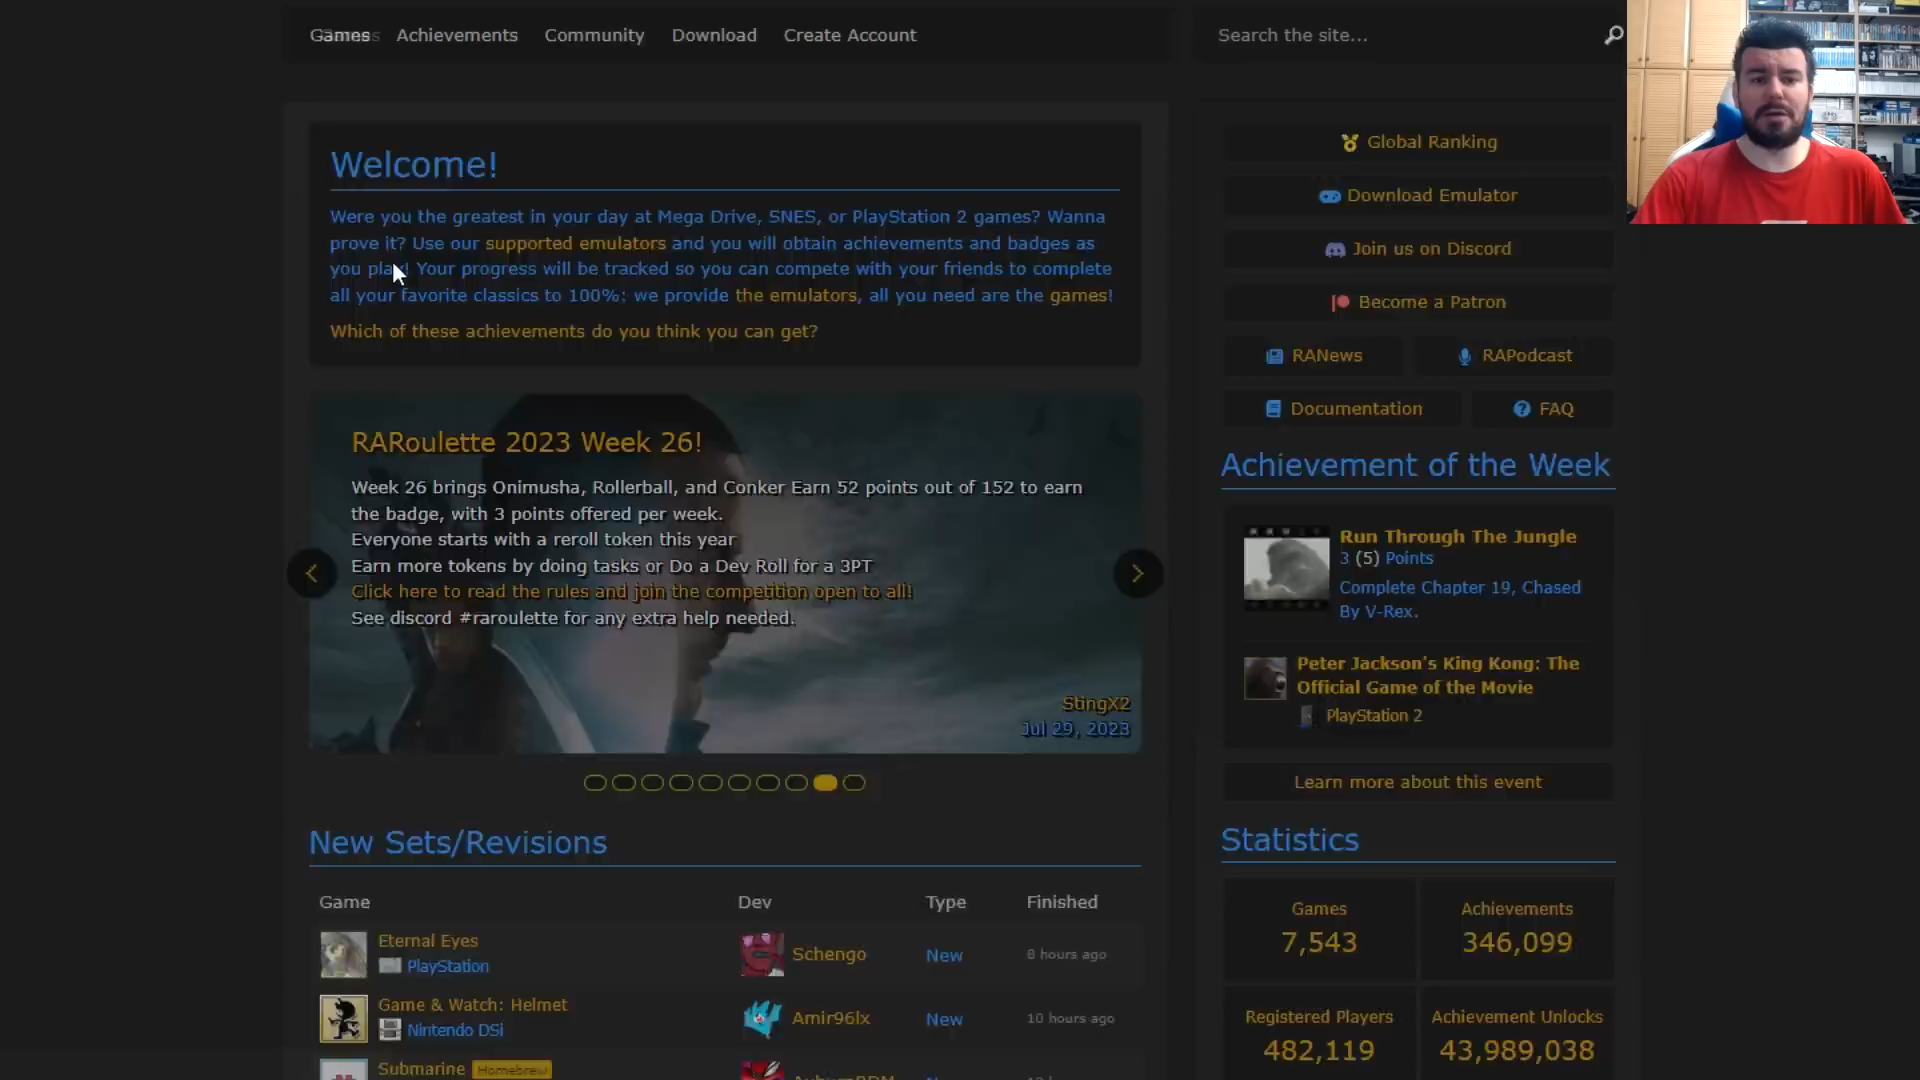 Games
Achievements
Community
Download
Create Account
Search the site...
Welcome!
Were you the greatest in your day at Mega Drive, SNES, or PlayStation 2 games? Wanna
prove it? Use our supported emulators and you will obtain achievements and badges as
you play! Your progress will be tracked so you can compete with your friends to complete
all your favorite classics to 100%: we provide the emulators, all you need are the games!
Which of these achievements do you think you can get?
RARoulette 2023 Week 26!
Week 26 brings Onimusha, Rollerball, and Conker Earn 52 points out of 152 to earn
the badge, with 3 points offered per week.
Everyone starts with a reroll token this year
Earn more tokens by doing tasks or Do a Dev Roll for a 3PT
Click here to read the rules and join the competition open to all!
See discord #raroulette for any extra help needed.
StingX2
Jul 29, 2023
New Sets/Revisions
Game Dev Type Finished
Eternal Eyes
PlayStation
Schengo
New
8 hours ago
Game & Watch: Helmet
Nintendo DSi
Amir96lx
New
10 hours ago
Submarine Homebrew
Global Ranking
Download Emulator
Join us on Discord
Become a Patron
RANews
RAPodcast
Documentation
FAQ
Achievement of the Week
Run Through The Jungle
3 (5) Points
Complete Chapter 19, Chased
By V-Rex.
Peter Jackson's King Kong: The
Official Game of the Movie
PlayStation 2
Learn more about this event
Statistics
Games
7,543
Achievements
346,099
Registered Players
482,119
Achievement Unlocks
43,989,038